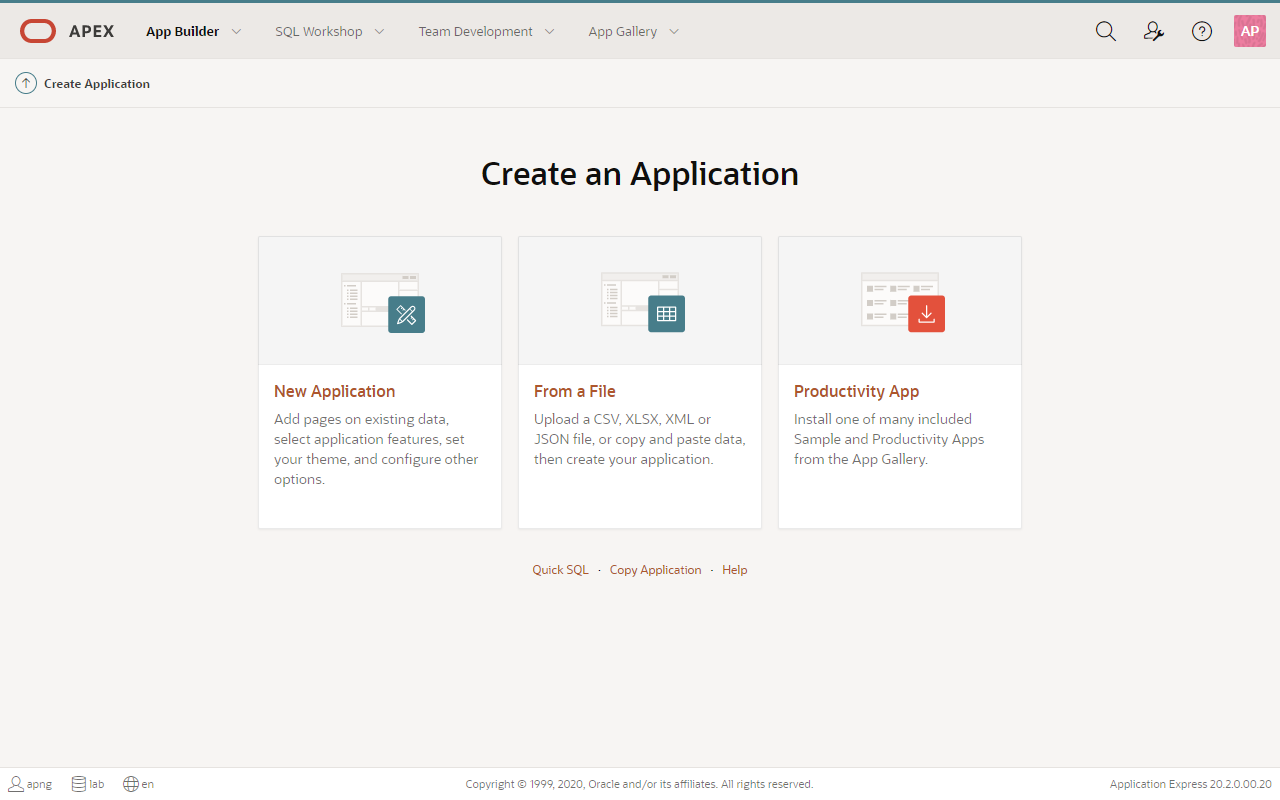 APEX App Builder SQL Workshop Team Development App Gallery ? AP
Create Application
Create an Application
New Application
Add pages on existing data,
select application features, set
your theme, and configure other
options.
From a File
Upload a CSV, XLSX, XML or
JSON file, or copy and paste data,
then create your application.
Productivity App
Install one of many included
Sample and Productivity Apps
from the App Gallery.
Quick SQL · Copy Application · Help
apng lab en Copyright © 1999, 2020, Oracle and/or its affiliates. All rights reserved. Application Express 20.2.0.00.20